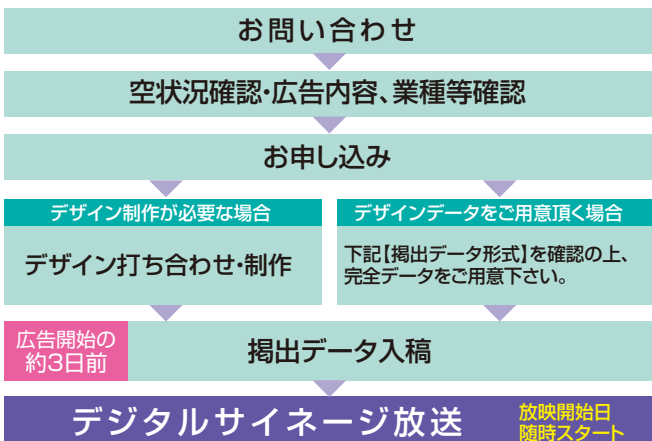 お問い合わせ
空状況確認・広告内容、業種等確認
お申し込み
デザイン制作が必要な場合
デザイン打ち合わせ・制作
デザインデータをご用意頂く場合
下記【掲出データ形式】を確認の上、
完全データをご用意下さい。
広告開始の
約3日前
掲出データ入稿
デジタルサイネージ放送
放映開始日
随時スタート